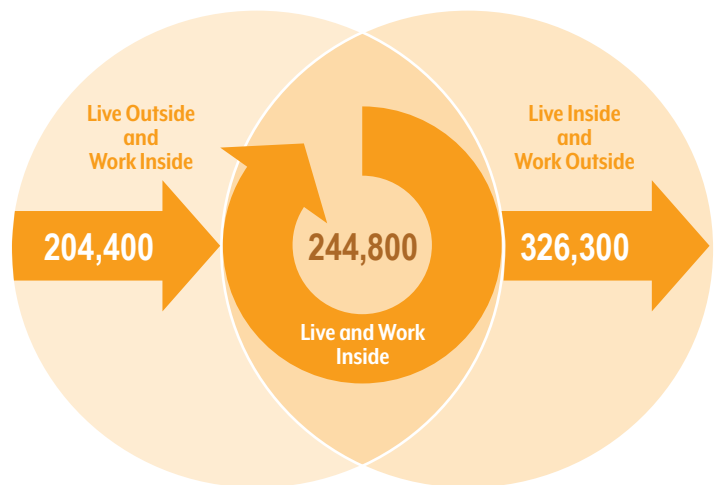 Live Outside
and
Work Inside
204,400
244,800
Live and Work
Inside
Live Inside
and
Work Outside
326,300